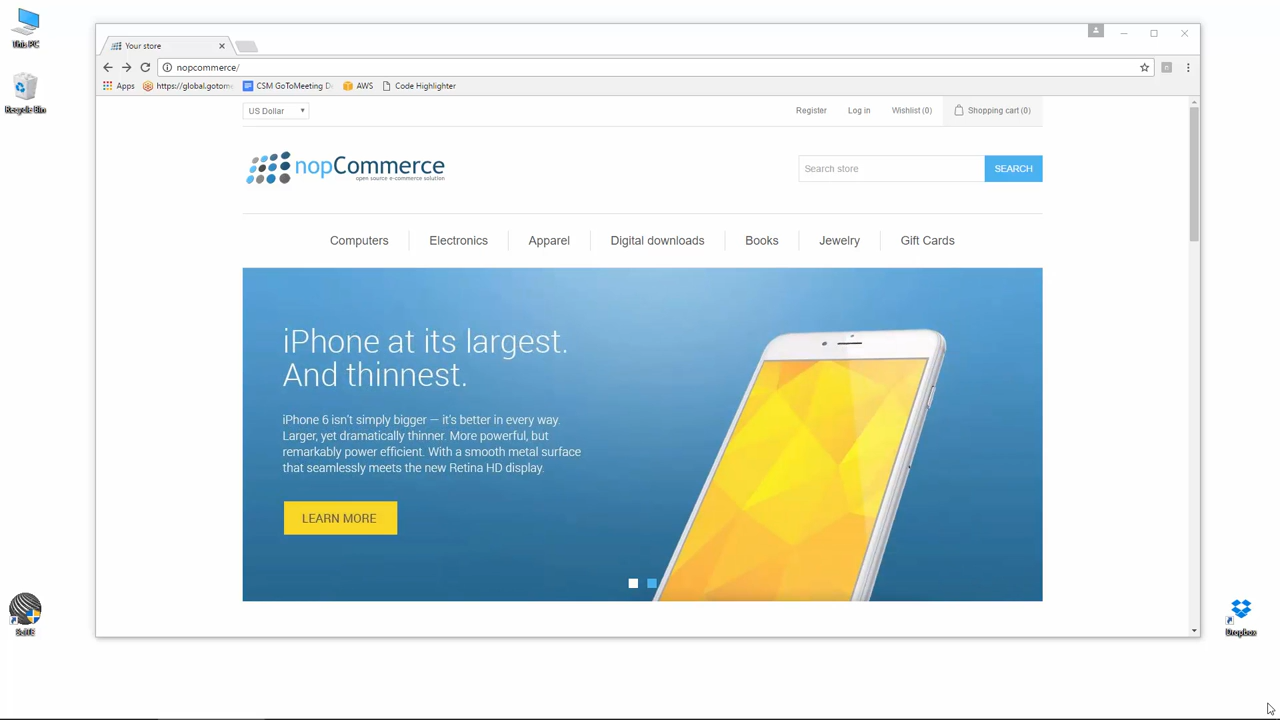 This PC
Recycle Bin
Your store
nopcommerce/
Apps
https://global.gotome
CSM GoToMeeting D
AWS
Code Highlighter
US Dollar
Register
Log in
Wishlist (0)
Shopping cart (0)
nopCommerce
open source e-commerce solution
Search store
SEARCH
Computers
Electronics
Apparel
Digital downloads
Books
Jewelry
Gift Cards
iPhone at its largest.
And thinnest.
iPhone 6 isn't simply bigger — it's better in every way.
Larger, yet dramatically thinner. More powerful, but
remarkably power efficient. With a smooth metal surface
that seamlessly meets the new Retina HD display.
LEARN MORE
Dropbox